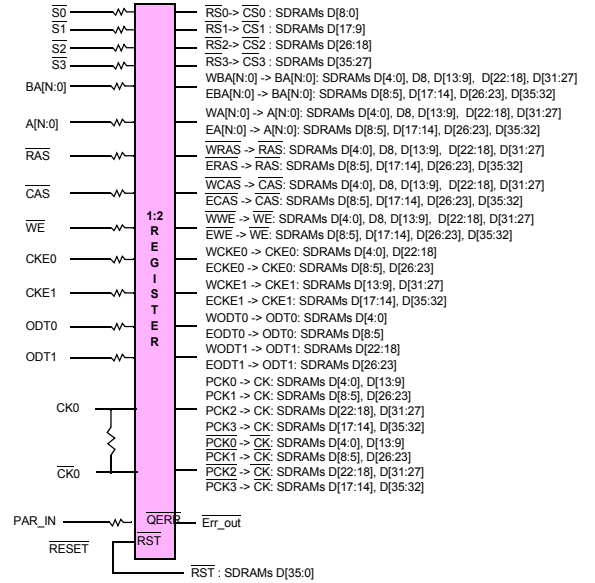 S0
RS0-> CS0 : SDRAMs D[8:0]
S1
RS1-> CS1 : SDRAMs D[17:9]
S2
RS2-> CS2 : SDRAMs D[26:18]
S3
RS3-> CS3 : SDRAMs D[35:27]
BA[N:0]
WBA[N:0] -> BA[N:0]: SDRAMs D[4:0], D8, D[13:9], D[22:18], D[31:27]
EBA[N:0] -> BA[N:0]: SDRAMs D[8:5], D[17:14], D[26:23], D[35:32]
A[N:0]
WA[N:0] -> A[N:0]: SDRAMs D[4:0], D8, D[13:9], D[22:18], D[31:27]
EA[N:0] -> A[N:0]: SDRAMs D[8:5], D[17:14], D[26:23], D[35:32]
RAS
WRAS -> RAS: SDRAMs D[4:0], D8, D[13:9], D[22:18], D[31:27]
ERAS -> RAS: SDRAMs D[8:5], D[17:14], D[26:23], D[35:32]
CAS
WCAS -> CAS: SDRAMs D[4:0], D8, D[13:9], D[22:18], D[31:27]
ECAS -> CAS: SDRAMs D[8:5], D[17:14], D[26:23], D[35:32]
WE
WWE -> WE: SDRAMs D[4:0], D8, D[13:9], D[22:18], D[31:27]
EWE -> WE: SDRAMs D[8:5], D[17:14], D[26:23], D[35:32]
CKE0
WCKE0 -> CKE0: SDRAMs D[4:0], D[22:18]
ECKE0 -> CKE0: SDRAMs D[8:5], D[26:23]
CKE1
WCKE1 -> CKE1: SDRAMs D[13:9], D[31:27]
ECKE1 -> CKE1: SDRAMs D[17:14], D[35:32]
ODT0
WODT0 -> ODT0: SDRAMs D[4:0]
EODT0 -> ODT0: SDRAMs D[8:5]
ODT1
WODT1 -> ODT1: SDRAMs D[22:18]
EODT1 -> ODT1: SDRAMs D[26:23]
1:2
R
E
G
I
S
T
E
R
CK0
PCK0 -> CK: SDRAMs D[4:0], D[13:9]
PCK1 -> CK: SDRAMs D[8:5], D[26:23]
PCK2 -> CK: SDRAMs D[22:18], D[31:27]
PCK3 -> CK: SDRAMs D[17:14], D[35:32]
CK0
PCK0 -> CK: SDRAMs D[4:0], D[13:9]
PCK1 -> CK: SDRAMs D[8:5], D[26:23]
PCK2 -> CK: SDRAMs D[22:18], D[31:27]
PCK3 -> CK: SDRAMs D[17:14], D[35:32]
PAR_IN
QERR
Err_out
RESET
RST
RST : SDRAMs D[35:0]